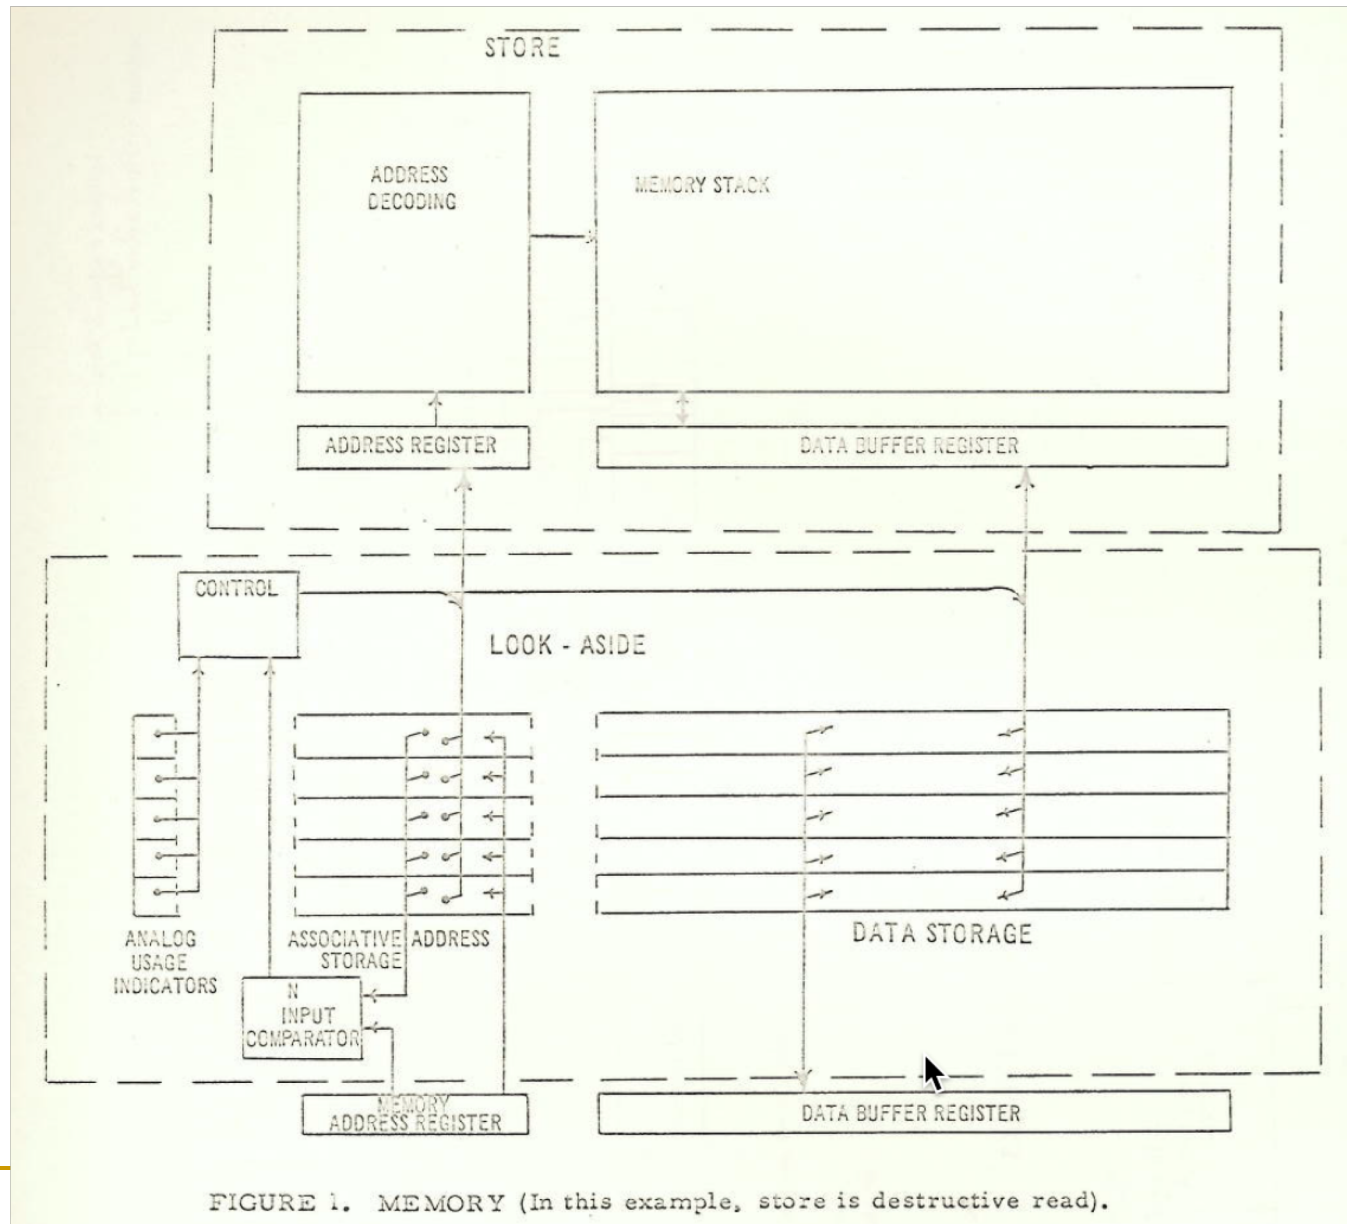 STORE
ADDRESS
DECODING
MEMORY STACK
ADDRESS REGISTER
DATA BUFFER REGISTER
CONTROL
LOOK - ASIDE
ANALOG
USAGE
INDICATORS
ASSOCIATIVE ADDRESS
STORAGE
DATA STORAGE
N
INPUT
COMPARATOR
MEMORY
ADDRESS REGISTER
DATA BUFFER REGISTER
FIGURE 1. MEMORY (In this example, store is destructive read).